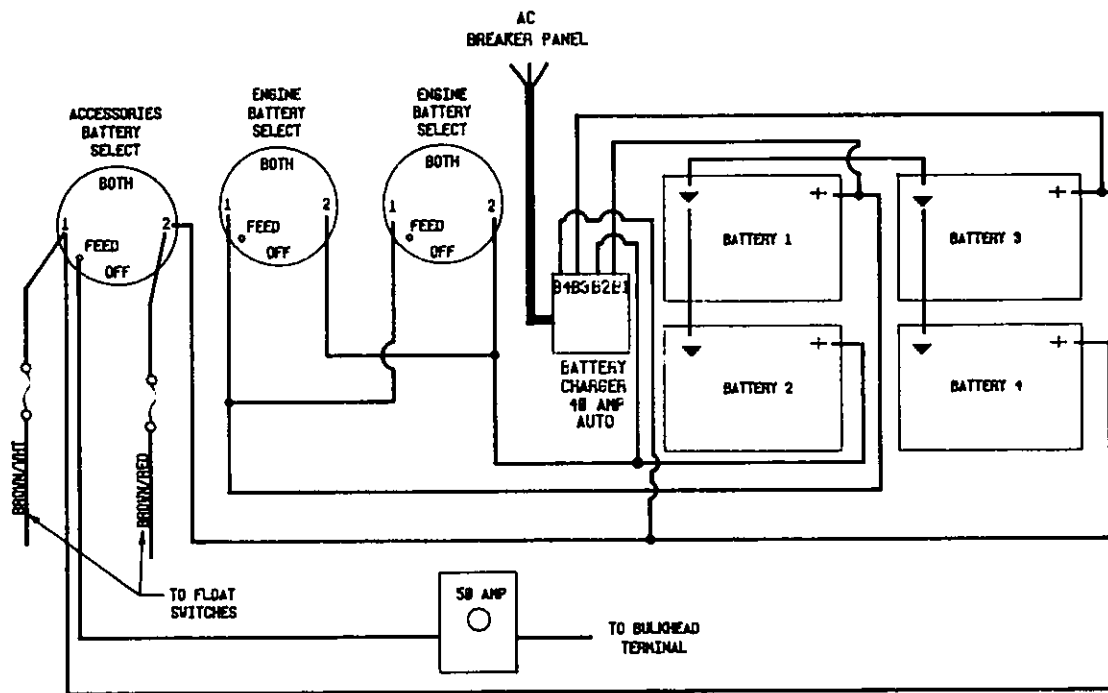 AC
BREAKER PANEL
ENGINE
BATTERY
SELECT
ENGINE
BATTERY
SELECT
ACCESSORIES
BATTERY
SELECT
BOTH
1
2
FEED
OFF
BOTH
1
2
FEED
OFF
BOTH
1
2
FEED
OFF
B4B3B2B1
BATTERY
CHARGER
40 AMP
AUTO
+
BATTERY 1
+
BATTERY 3
+
BATTERY 2
+
BATTERY 4
BROWN/WHT
BROWN/RED
TO FLOAT
SWITCHES
50 AMP
TO BULKHEAD
TERMINAL